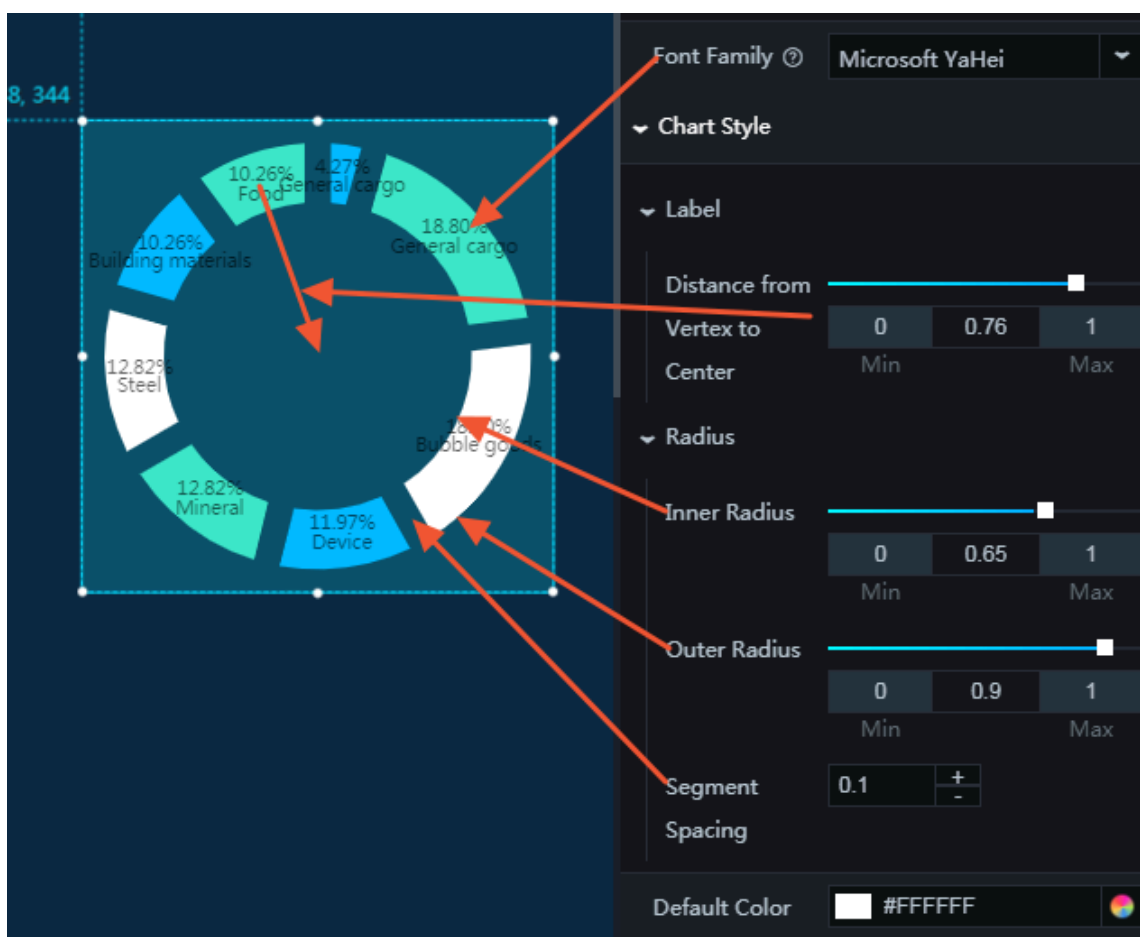 8, 344
10.26%
Food
4.27%
General cargo
18.80%
General cargo
10.26%
Building materials
12.82%
Steel
Bubble goods
12.82%
Mineral
11.97%
Device
Font Family
Microsoft YaHei
Chart Style
Label
Distance from
Vertex to
Center
0 0.76 1
Min Max
Radius
Inner Radius
0 0.65 1
Min Max
Outer Radius
0 0.9 1
Min Max
Segment
Spacing
0.1 + -
Default Color
#FFFFFF